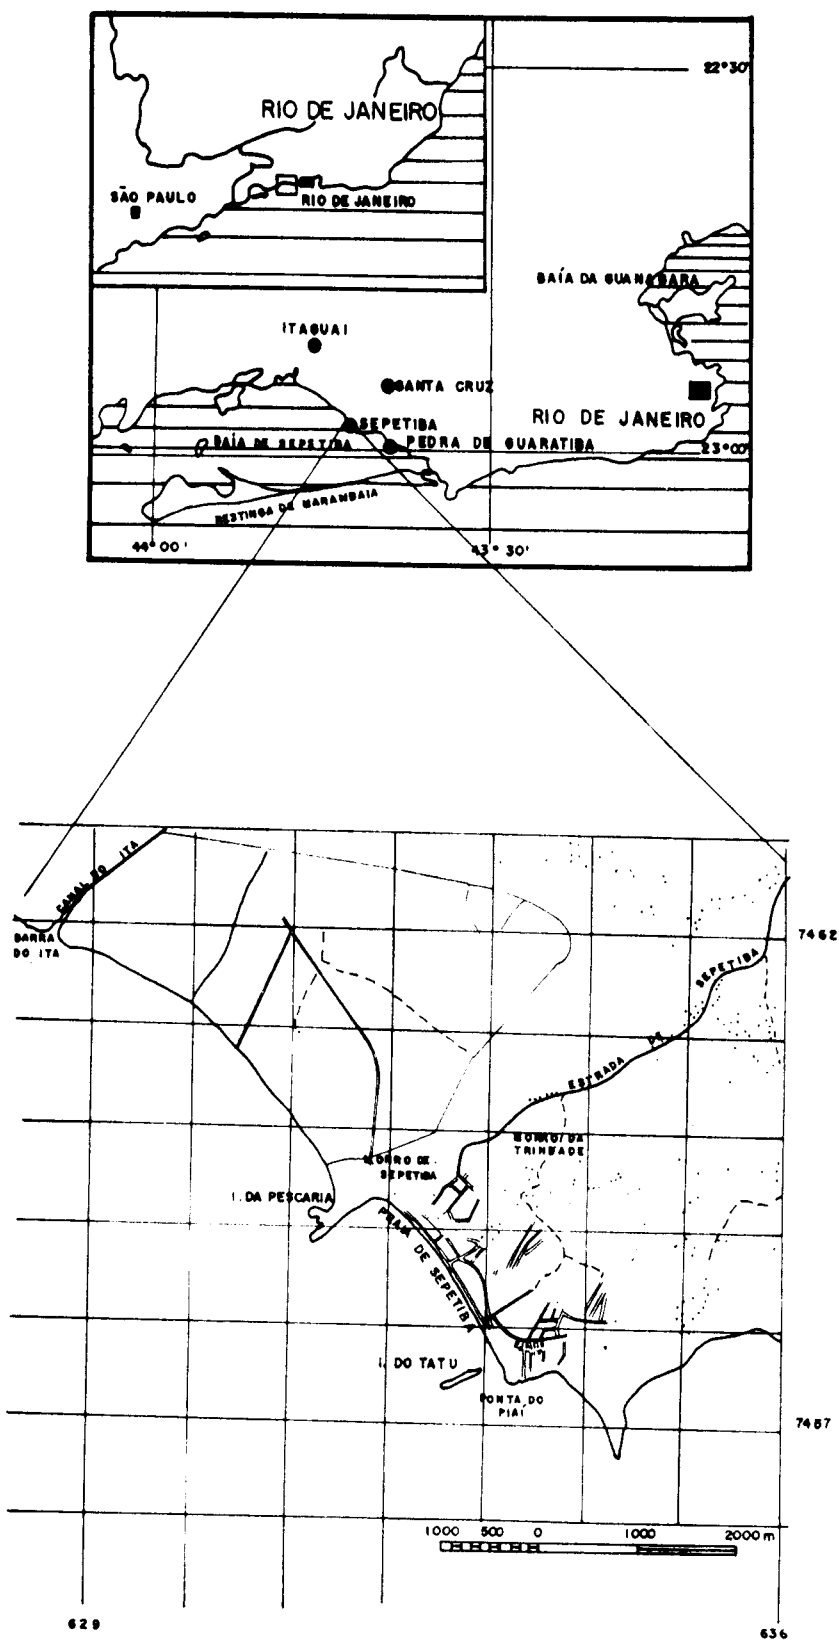 22°30'
RIO DE JANEIRO
SÃO PAULO
RIO DE JANEIRO
BAÍA DA GUANABARA
ITAGUAI
SANTA CRUZ
RIO DE JANEIRO
SEPETIBA
BAÍA DE SEPETIBA
PEDRA DE GUARATIBA
23°00'
RESTINGA DE MARAMBAIA
44°00'
43°30'
CANAL DO ITA
BARRA
DO ITA
7462
ESTRADA DE SEPETIBA
MORRO DA
TRINDADE
MORRO DE
SEPETIBA
I. DA PESCARIA
PRAIA DE SEPETIBA
I. DO TATU
PONTA DO
PIAÍ
7457
1000 500 0 1000 2000 m
629
636